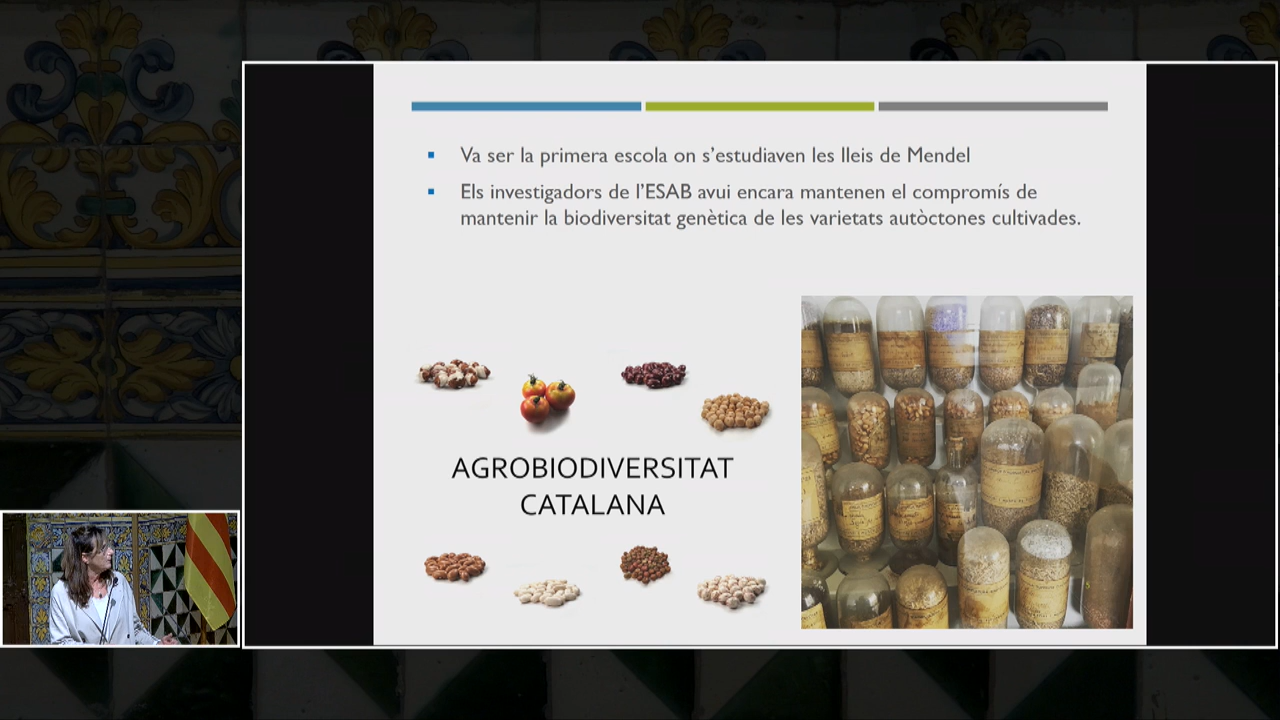 Va ser la primera escola on s'estudiaven les lleis de Mendel
Els investigadors de l'ESAB avui encara mantenen el compromís de
mantenir la biodiversitat genètica de les varietats autòctones cultivades.
AGROBIODIVERSITAT
CATALANA